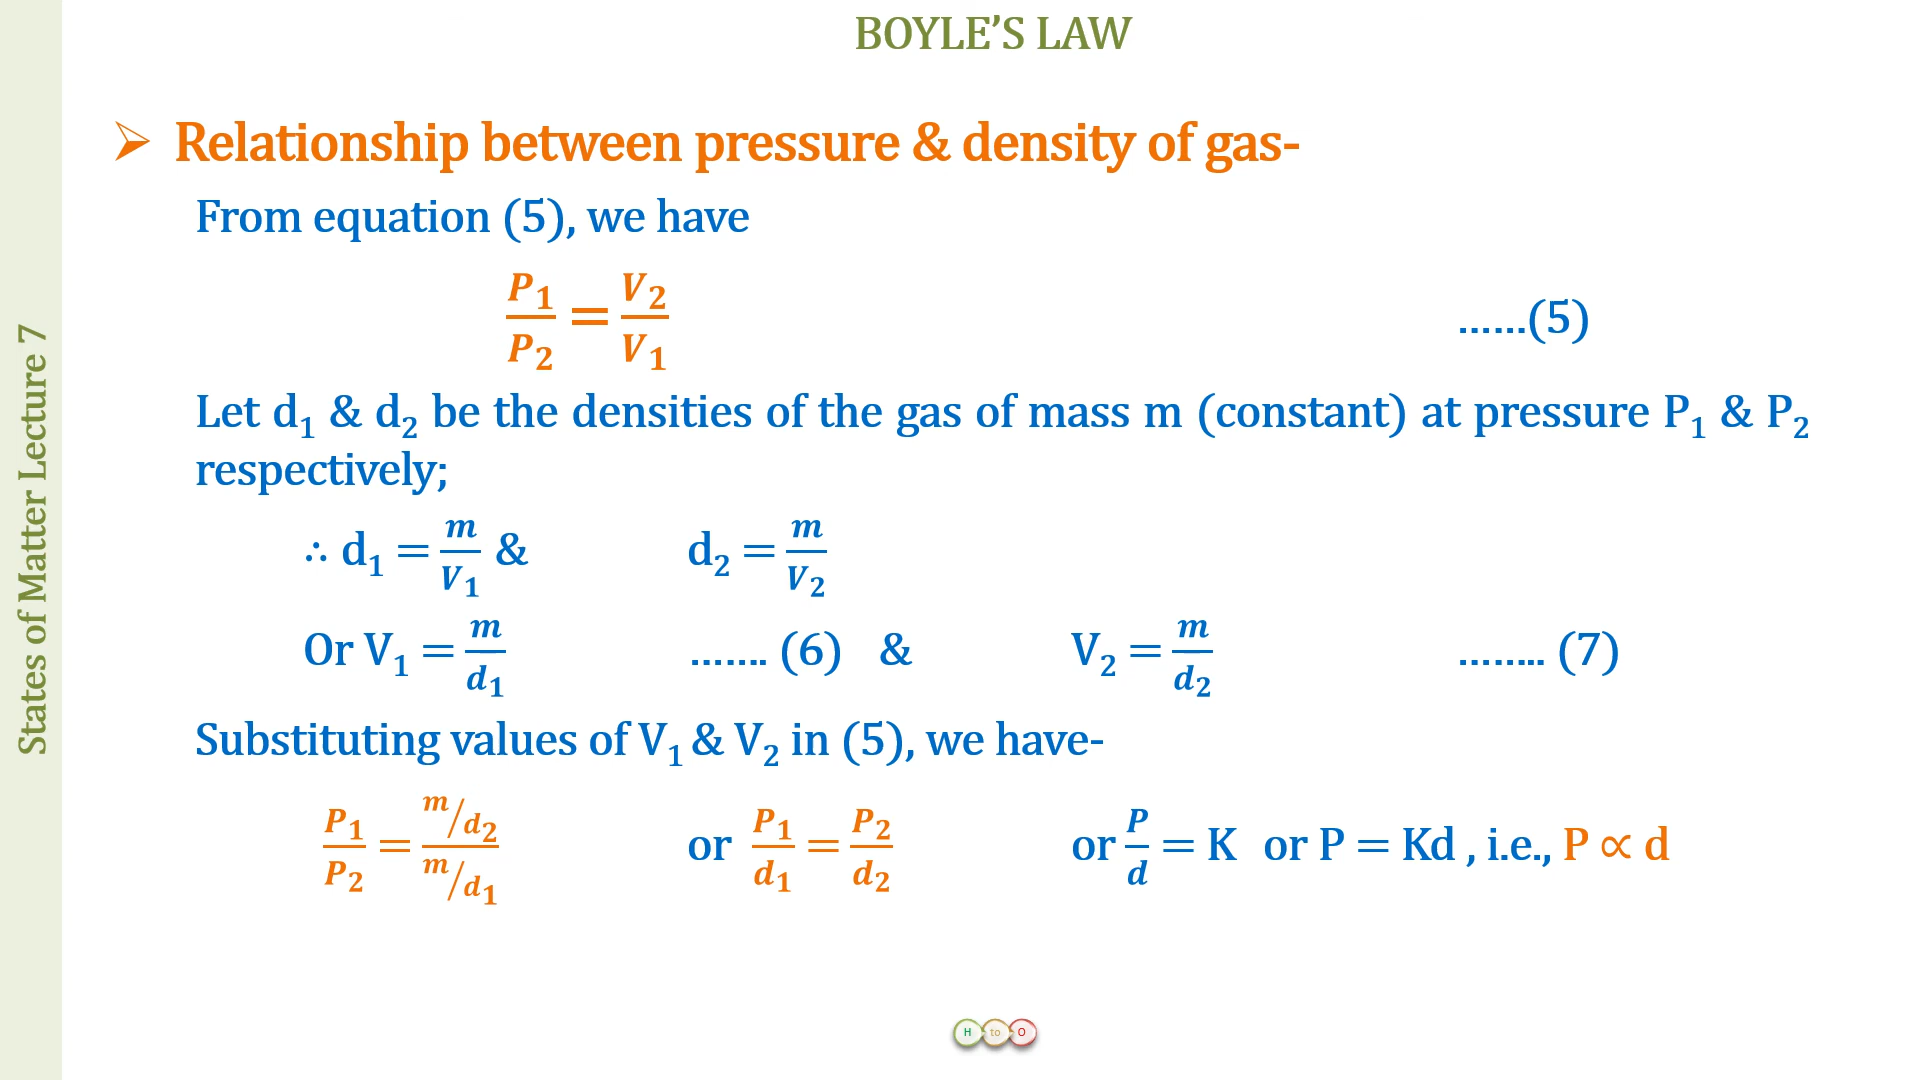 BOYLE’S LAW
➢ Relationship between pressure & density of gas-
From equation (5), we have
P₁/P₂ = V₂/V₁ ......(5)
Let d₁ & d₂ be the densities of the gas of mass m (constant) at pressure P₁ & P₂
respectively;
∴ d₁ = m/V₁ & d₂ = m/V₂
Or V₁ = m/d₁ ....... (6) & V₂ = m/d₂ ........ (7)
Substituting values of V₁ & V₂ in (5), we have-
P₁/P₂ = (m/d₂)/(m/d₁) or P₁/d₁ = P₂/d₂ or P/d = K or P = Kd , i.e., P ∝ d
States of Matter Lecture 7
H to O